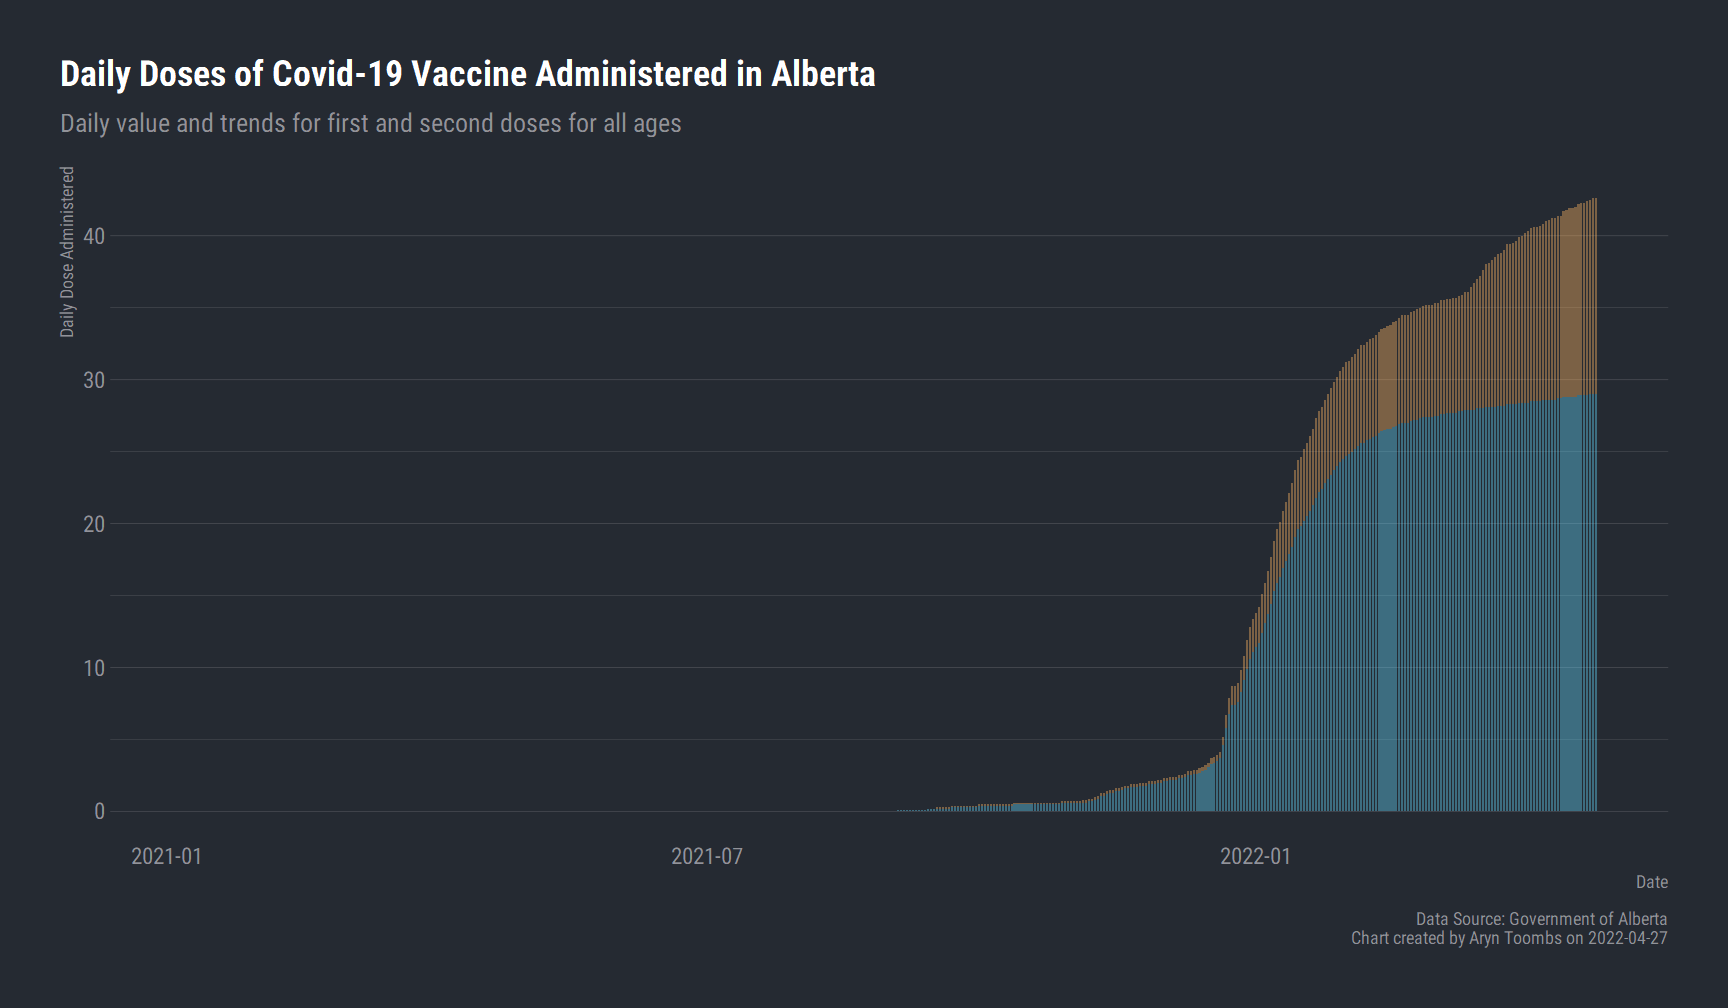 Daily Doses of Covid-19 Vaccine Administered in Alberta
Daily value and trends for first and second doses for all ages
Daily Dose Administered
40
30
20
10
0
2021-01
2021-07
2022-01
Date
Data Source: Government of Alberta
Chart created by Aryn Toombs on 2022-04-27